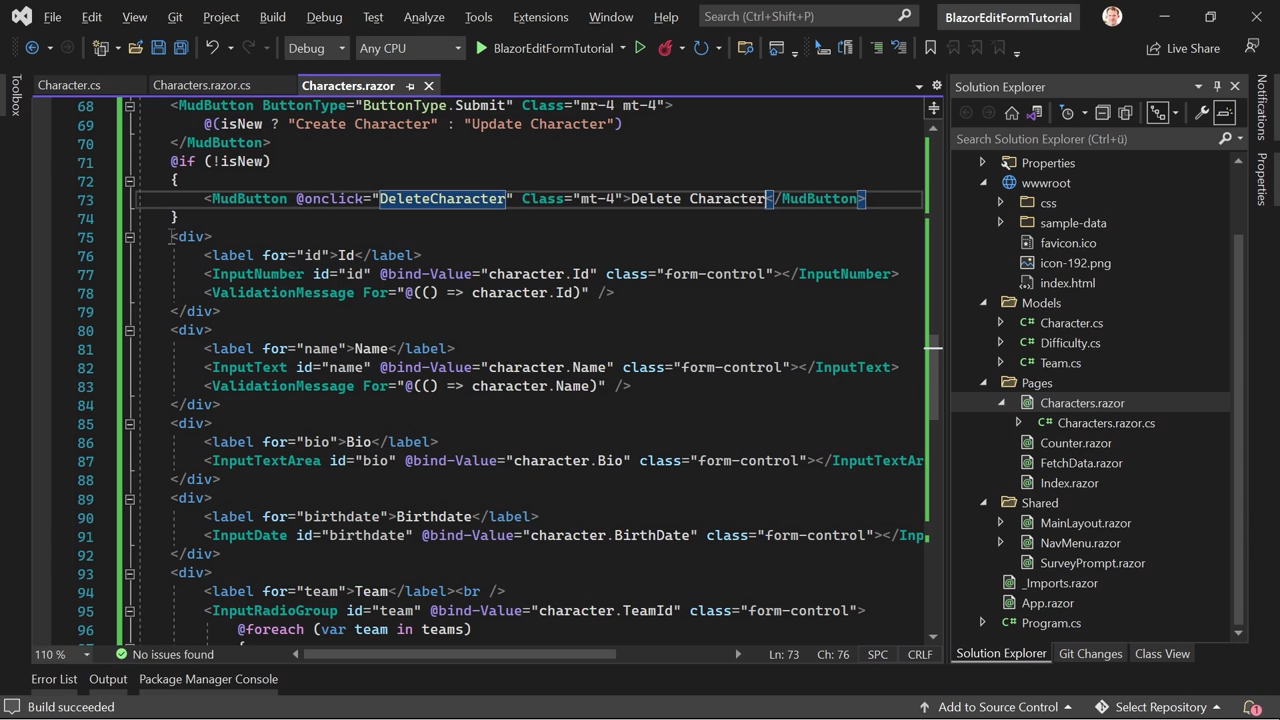 File Edit View Git Project Build Debug Test Analyze Tools Extensions Window Help Search (Ctrl+Shift+P) BlazorEditFormTutorial
Debug Any CPU BlazorEditFormTutorial Live Share
Toolbox
Character.cs Characters.razor.cs Characters.razor
68 <MudButton ButtonType="ButtonType.Submit" Class="mr-4 mt-4">
69 @(isNew ? "Create Character" : "Update Character")
70 </MudButton>
71 @if (!isNew)
72 {
73 <MudButton @onclick="DeleteCharacter" Class="mt-4">Delete Character</MudButton>
74 }
75 <div>
76 <label for="id">Id</label>
77 <InputNumber id="id" @bind-Value="character.Id" class="form-control"></InputNumber>
78 <ValidationMessage For="@(() => character.Id)" />
79 </div>
80 <div>
81 <label for="name">Name</label>
82 <InputText id="name" @bind-Value="character.Name" class="form-control"></InputText>
83 <ValidationMessage For="@(() => character.Name)" />
84 </div>
85 <div>
86 <label for="bio">Bio</label>
87 <InputTextArea id="bio" @bind-Value="character.Bio" class="form-control"></InputTextAr
88 </div>
89 <div>
90 <label for="birthdate">Birthdate</label>
91 <InputDate id="birthdate" @bind-Value="character.BirthDate" class="form-control"></Inp
92 </div>
93 <div>
94 <label for="team">Team</label><br />
95 <InputRadioGroup id="team" @bind-Value="character.TeamId" class="form-control">
96 @foreach (var team in teams)
110 % No issues found Ln: 73 Ch: 76 SPC CRLF
Error List Output Package Manager Console
Build succeeded
Solution Explorer
Search Solution Explorer (Ctrl+ü)
Properties
wwwroot
css
sample-data
favicon.ico
icon-192.png
index.html
Models
C# Character.cs
C# Difficulty.cs
C# Team.cs
Pages
Characters.razor
C# Characters.razor.cs
Counter.razor
FetchData.razor
Index.razor
Shared
MainLayout.razor
NavMenu.razor
SurveyPrompt.razor
_Imports.razor
App.razor
C# Program.cs
Solution Explorer Git Changes Class View
Add to Source Control Select Repository 1
Notifications
Properties